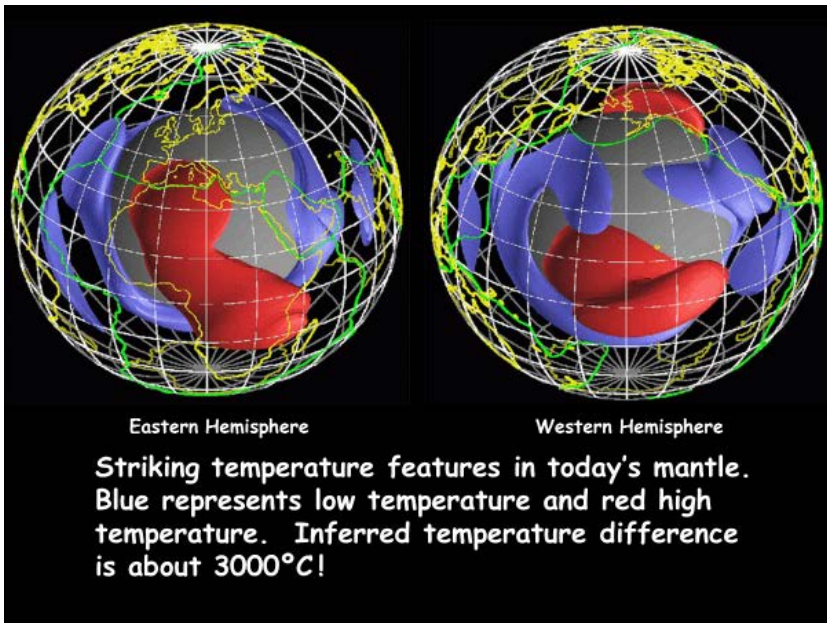 Eastern Hemisphere
Western Hemisphere
Striking temperature features in today's mantle.
Blue represents low temperature and red high
temperature. Inferred temperature difference
is about 3000°C!